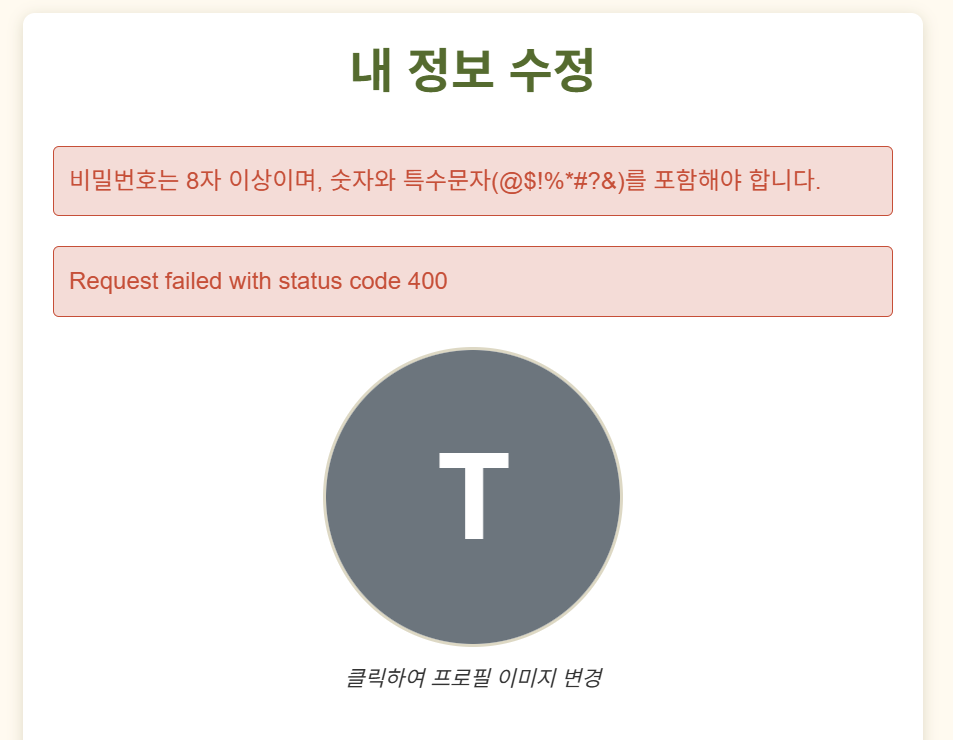 내 정보 수정
비밀번호는 8자 이상이며, 숫자와 특수문자(@$!%*#?&)를 포함해야 합니다.
Request failed with status code 400
T
클릭하여 프로필 이미지 변경